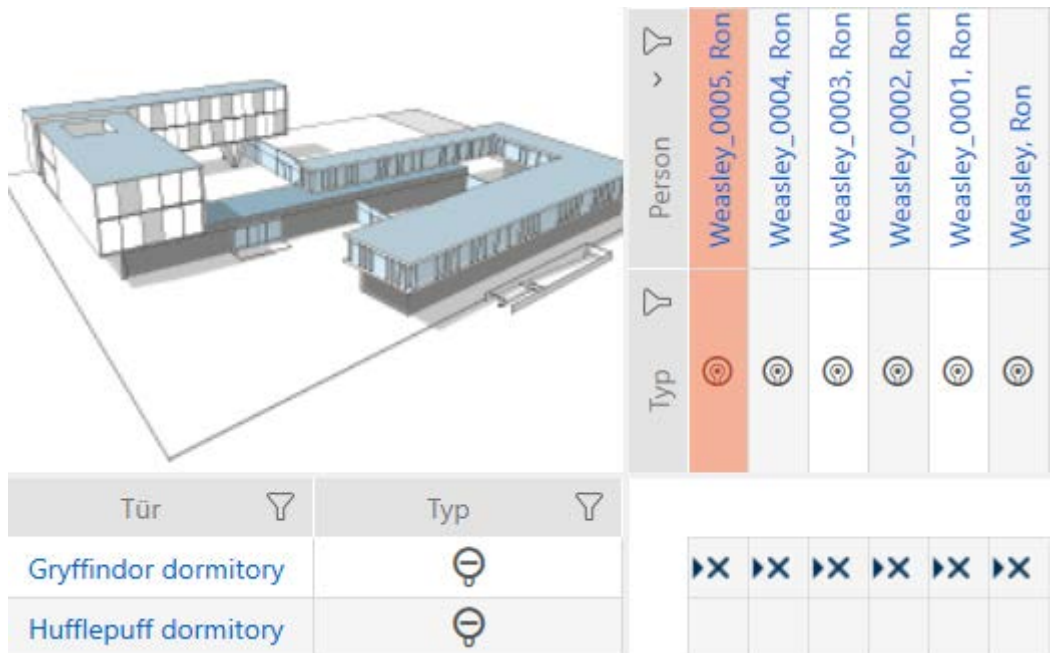 Person
Weasley_0005, Ron
Weasley_0004, Ron
Weasley_0003, Ron
Weasley_0002, Ron
Weasley_0001, Ron
Weasley, Ron
Typ
Tür Typ
Gryffindor dormitory
Hufflepuff dormitory